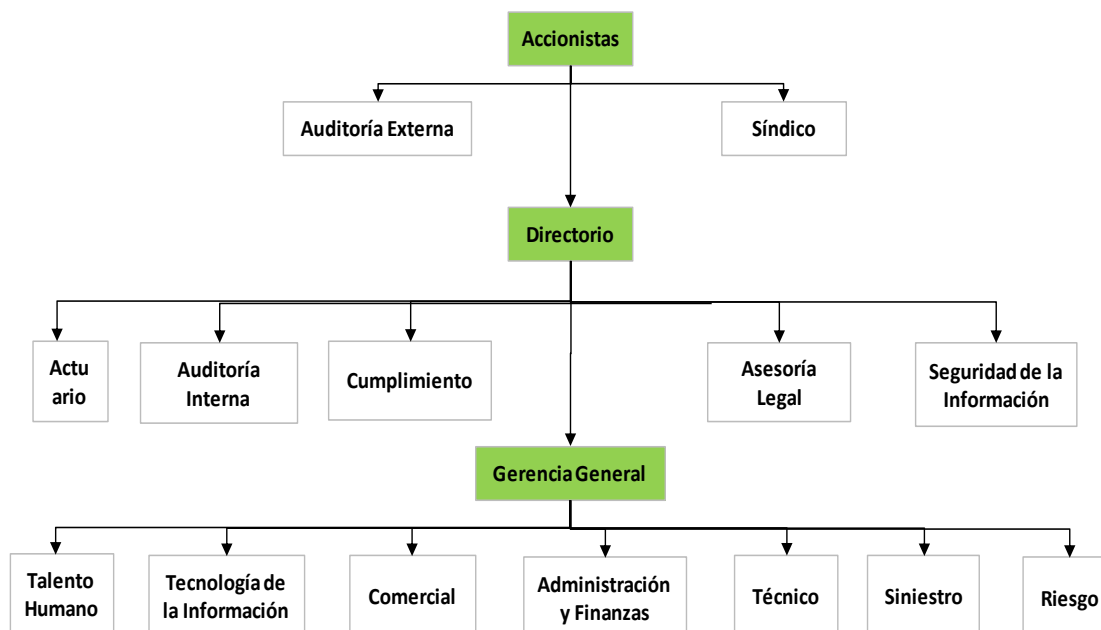 Accionistas
Auditoría Externa
Síndico
Directorio
Actu
ario
Auditoría
Interna
Cumplimiento
Asesoría
Legal
Seguridad de la
Información
Gerencia General
Talento
Humano
Tecnología de
la Información
Comercial
Administración
y Finanzas
Técnico
Siniestro
Riesgo